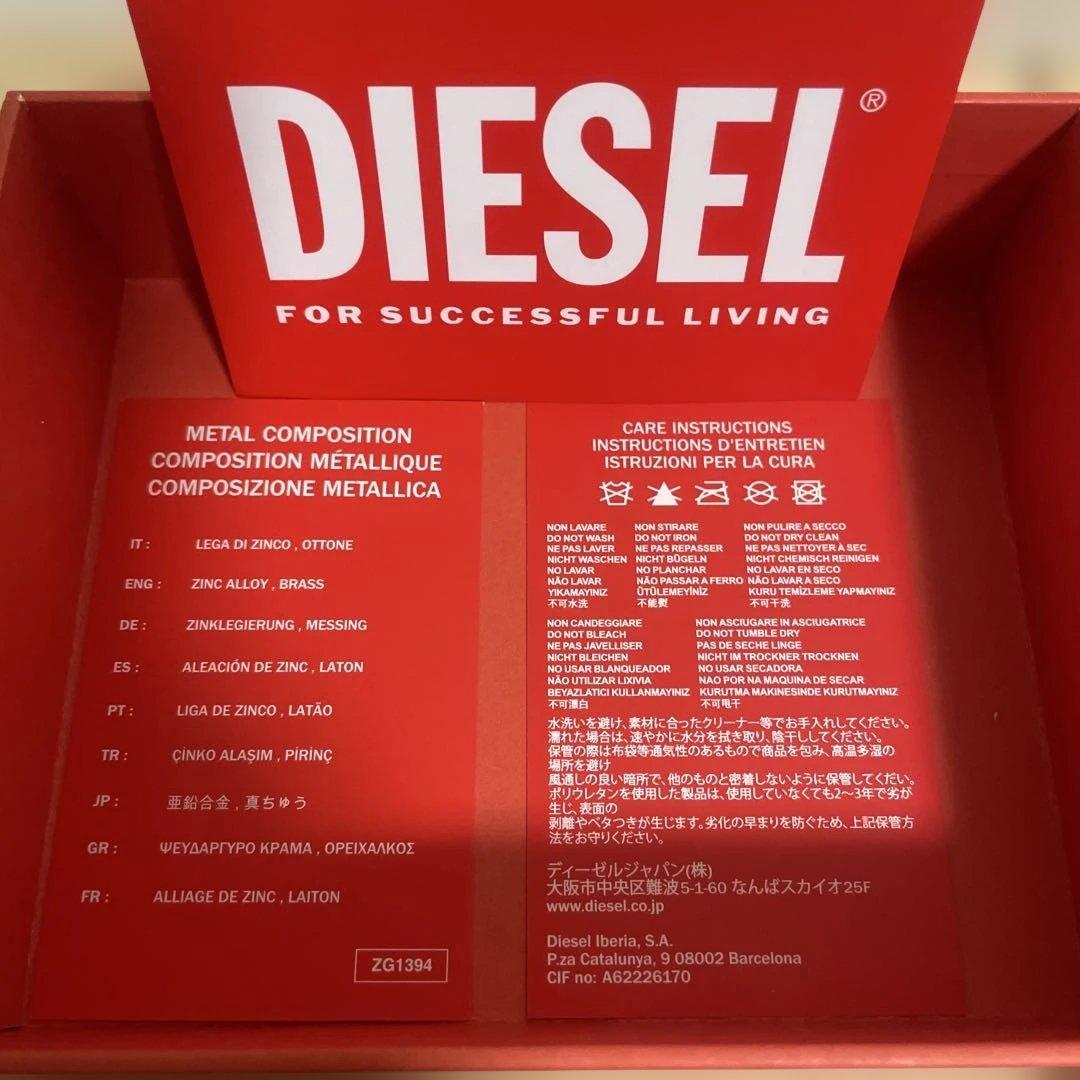 DIESEL®
FOR SUCCESSFUL LIVING
METAL COMPOSITION
COMPOSITION MÉTALLIQUE
COMPOSIZIONE METALLICA
IT : LEGA DI ZINCO , OTTONE
ENG : ZINC ALLOY , BRASS
DE : ZINKLEGIERUNG , MESSING
ES : ALEACIÓN DE ZINC , LATON
PT : LIGA DE ZINCO , LATÃO
TR : ÇİNKO ALAŞIM , PİRİNÇ
JP : 亜鉛合金 , 真ちゅう
GR : ΨΕΥΔΑΡΓΥΡΟ ΚΡΑΜΑ , ΟΡΕΙΧΑΛΚΟΣ
FR : ALLIAGE DE ZINC , LAITON
ZG1394
CARE INSTRUCTIONS
INSTRUCTIONS D'ENTRETIEN
ISTRUZIONI PER LA CURA
NON LAVARE
DO NOT WASH
NE PAS LAVER
NICHT WASCHEN
NO LAVAR
NÃO LAVAR
YIKAMAYINIZ
不可水洗
NON STIRARE
DO NOT IRON
NE PAS REPASSER
NICHT BÜGELN
NO PLANCHAR
NÃO PASSAR A FERRO
ÜTÜLEMEYİNİZ
不能熨
NON PULIRE A SECCO
DO NOT DRY CLEAN
NE PAS NETTOYER À SEC
NICHT CHEMISCH REINIGEN
NO LAVAR EN SECO
NÃO LAVAR A SECO
KURU TEMİZLEME YAPMAYINIZ
不可干洗
NON CANDEGGIARE
DO NOT BLEACH
NE PAS JAVELLISER
NICHT BLEICHEN
NO USAR BLANQUEADOR
NÃO UTILIZAR LIXIVIA
BEYAZLATICI KULLANMAYINIZ
不可漂白
NON ASCIUGARE IN ASCIUGATRICE
DO NOT TUMBLE DRY
PAS DE SECHE LINGE
NICHT IM TROCKNER TROCKNEN
NO USAR SECADORA
NAO POR NA MAQUINA DE SECAR
KURUTMA MAKINESINDE KURUTMAYINIZ
不可甩干
水洗いを避け、素材に合ったクリーナー等でお手入れしてください。
濡れた場合は、速やかに水分を拭き取り、陰干ししてください。
保管の際は布袋等通気性のあるもので商品を包み、高温多湿の
場所を避け
風通しの良い暗所で、他のものと密着しないように保管してくだい。
ポリウレタンを使用した製品は、使用していなくても2〜3年で劣が
生じ、表面の
剥離やベタつきが生じます。劣化の早まりを防ぐため、上記保管方
法をお守りください。
ディーゼルジャパン(株)
大阪市中央区難波5-1-60 なんばスカイオ25F
www.diesel.co.jp
Diesel Iberia, S.A.
P.za Catalunya, 9 08002 Barcelona
CIF no: A62226170